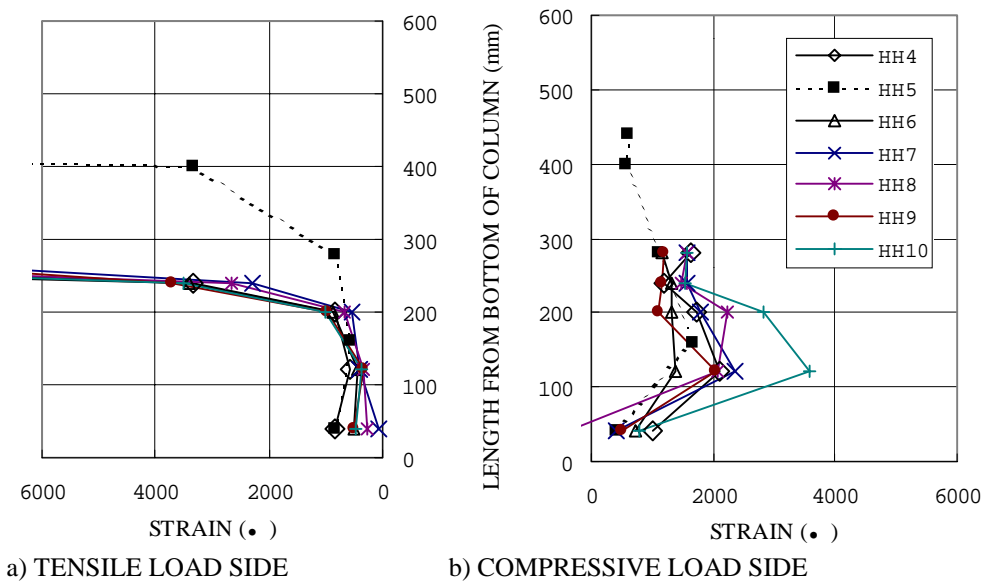 600
500
400
300
200
100
0
6000
4000
2000
0
STRAIN (• )
a) TENSILE LOAD SIDE
LENGTH FROM BOTTOM OF COLUMN (mm)
600
500
400
300
200
100
0
0
2000
4000
6000
STRAIN (• )
HH4
HH5
HH6
HH7
HH8
HH9
HH10
b) COMPRESSIVE LOAD SIDE